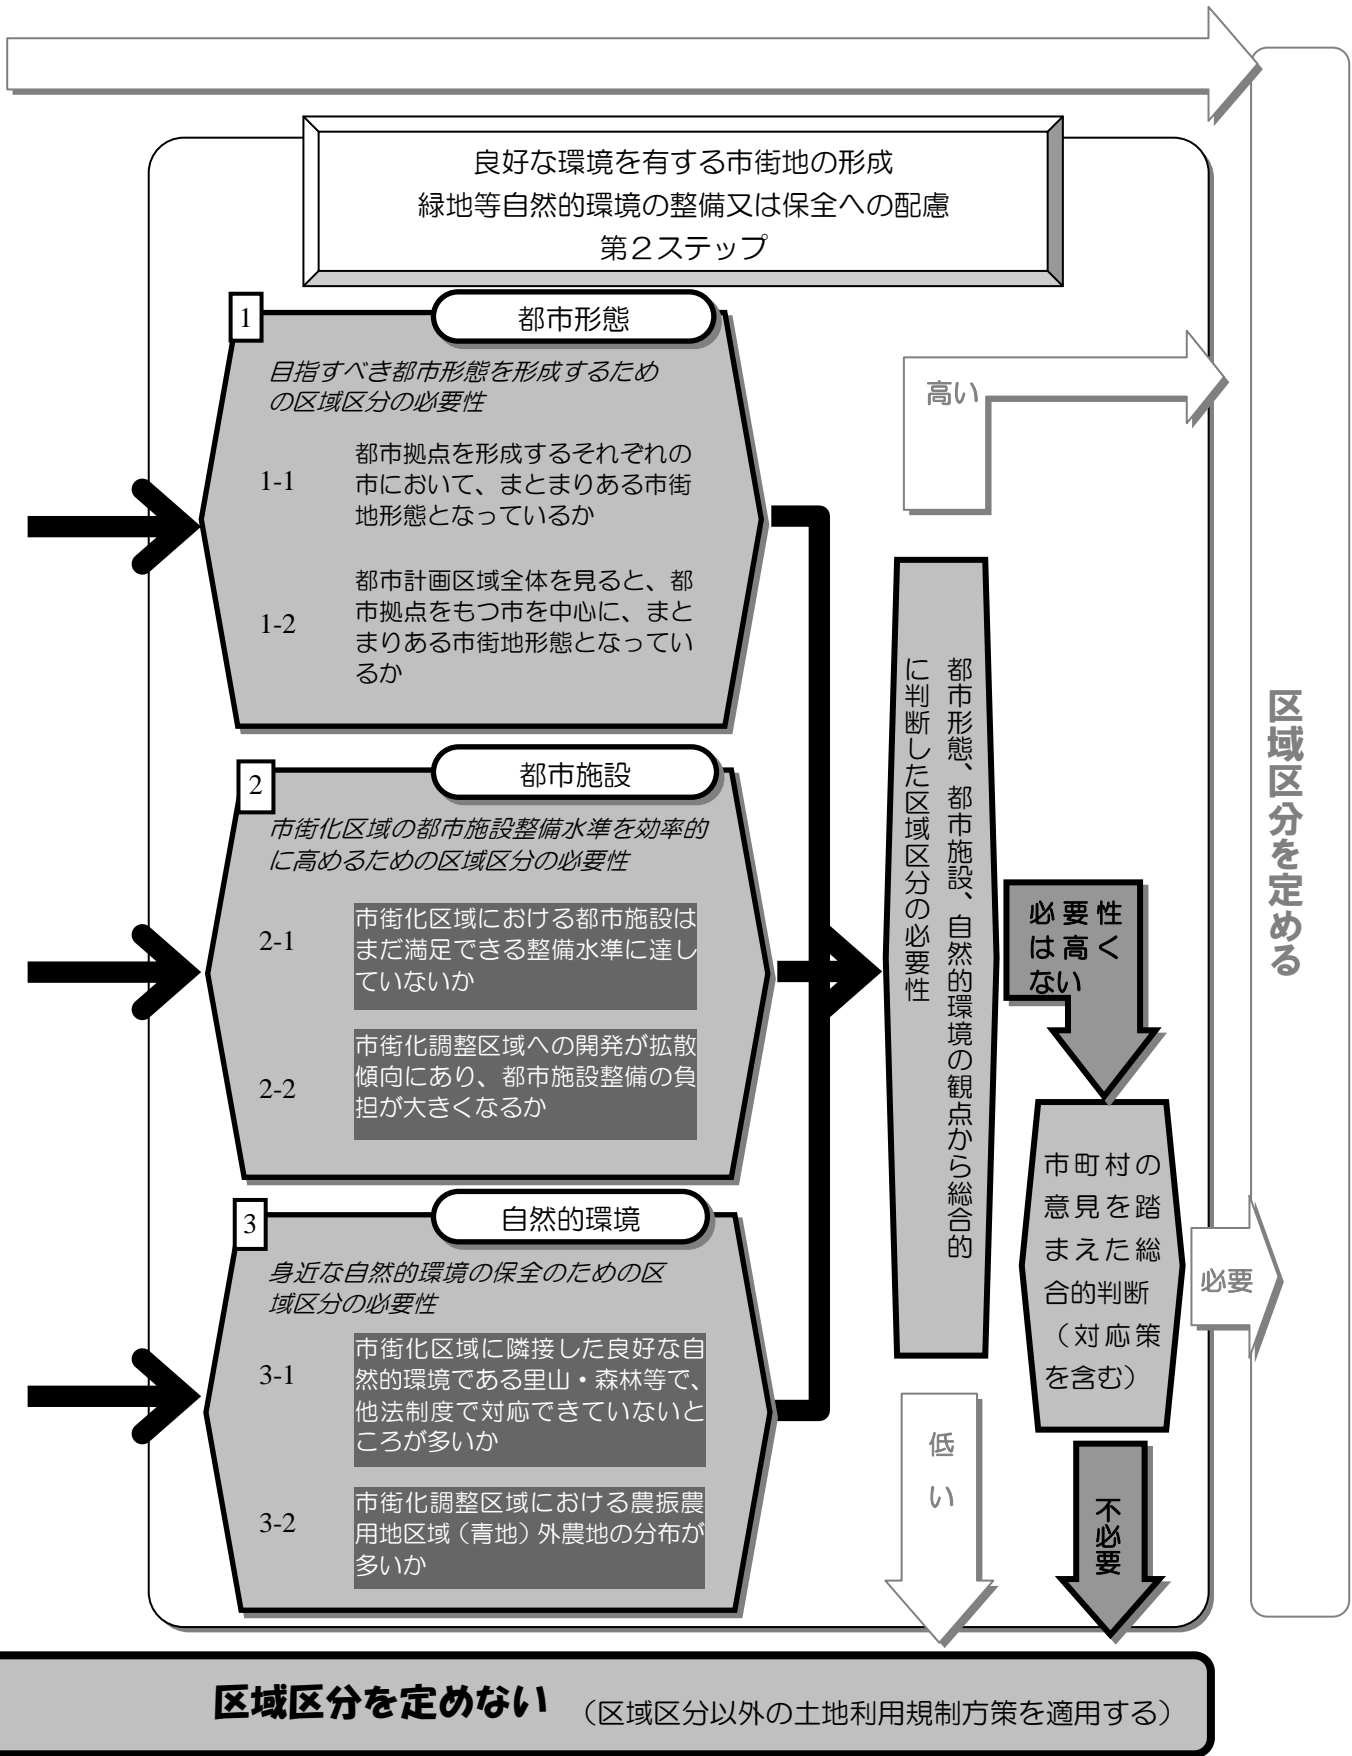 良好な環境を有する市街地の形成
緑地等自然的環境の整備又は保全への配慮
第２ステップ
1
都市形態
目指すべき都市形態を形成するため
の区域区分の必要性
1-1
都市拠点を形成するそれぞれの
市において、まとまりある市街
地形態となっているか
1-2
都市計画区域全体を見ると、都
市拠点をもつ市を中心に、まと
まりある市街地形態となってい
るか
2
都市施設
市街化区域の都市施設整備水準を効率的
に高めるための区域区分の必要性
2-1
市街化区域における都市施設は
まだ満足できる整備水準に達し
ていないか
2-2
市街化調整区域への開発が拡散
傾向にあり、都市施設整備の負
担が大きくなるか
3
自然的環境
身近な自然的環境の保全のための区
域区分の必要性
3-1
市街化区域に隣接した良好な自
然的環境である里山・森林等で、
他法制度で対応できていないと
ころが多いか
3-2
市街化調整区域における農振農
用地区域（青地）外農地の分布が
多いか
都市形態、都市施設、自然的環境の観点から総合的
に判断した区域区分の必要性
高い
必要性
は高く
ない
低
い
市町村の
意見を踏
まえた総
合的判断
（対応策
を含む）
必要
不必要
区域区分を定める
区域区分を定めない （区域区分以外の土地利用規制方策を適用する）